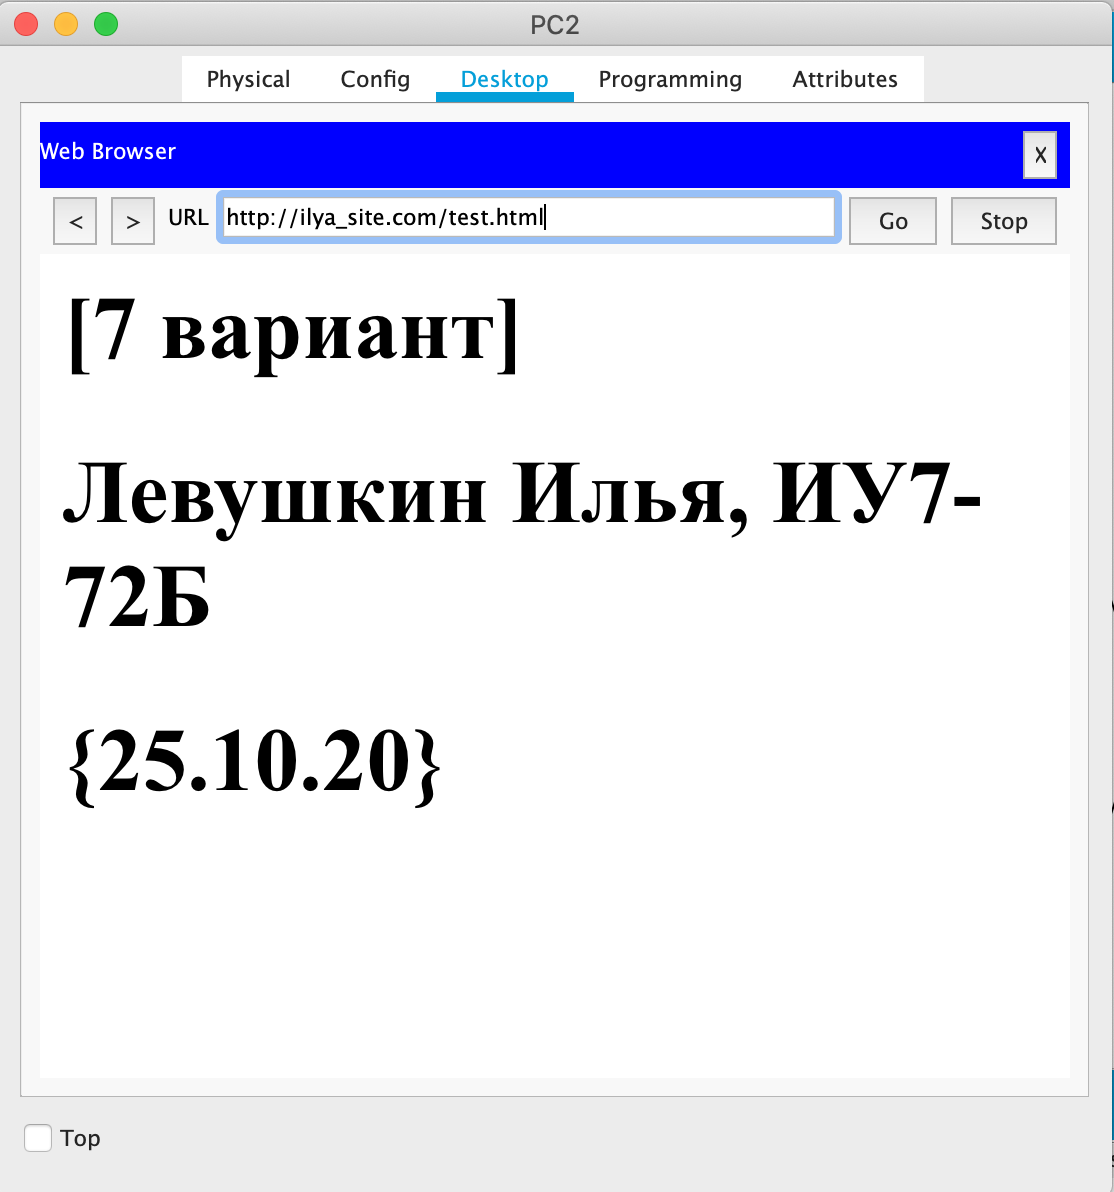 PC2
Physical Config Desktop Programming Attributes
Web Browser X
< > URL http://ilya_site.com/test.html Go Stop
[7 вариант]
Левушкин Илья, ИУ7-
72Б
{25.10.20}
Top